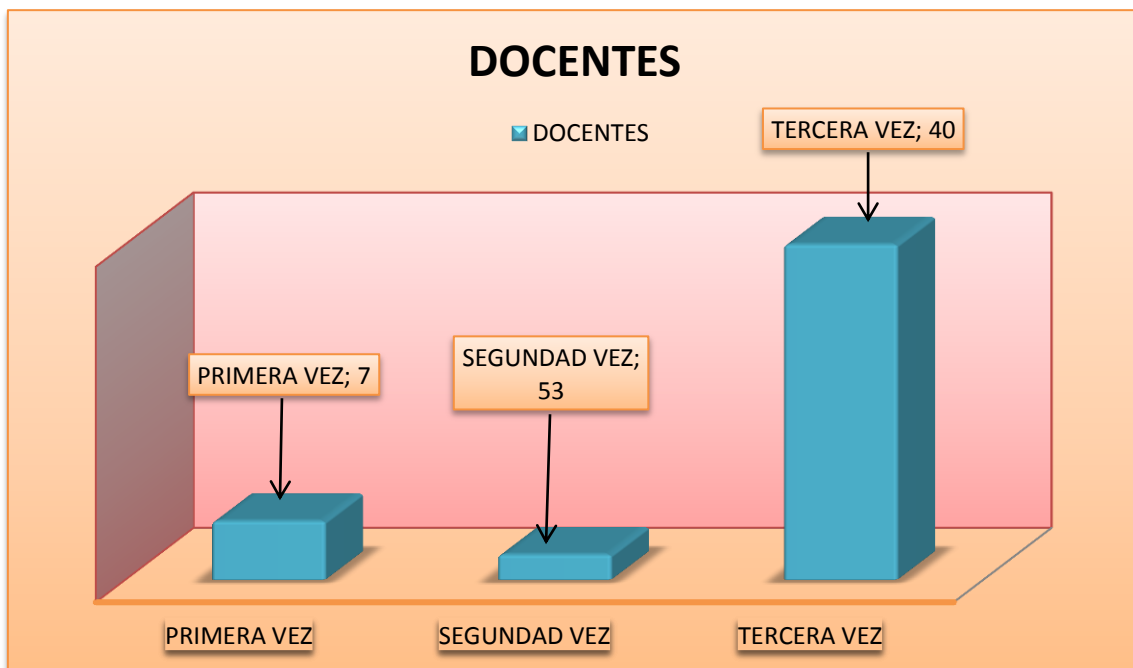 DOCENTES
DOCENTES
TERCERA VEZ; 40
PRIMERA VEZ; 7
SEGUNDAD VEZ;
53
PRIMERA VEZ
SEGUNDAD VEZ
TERCERA VEZ